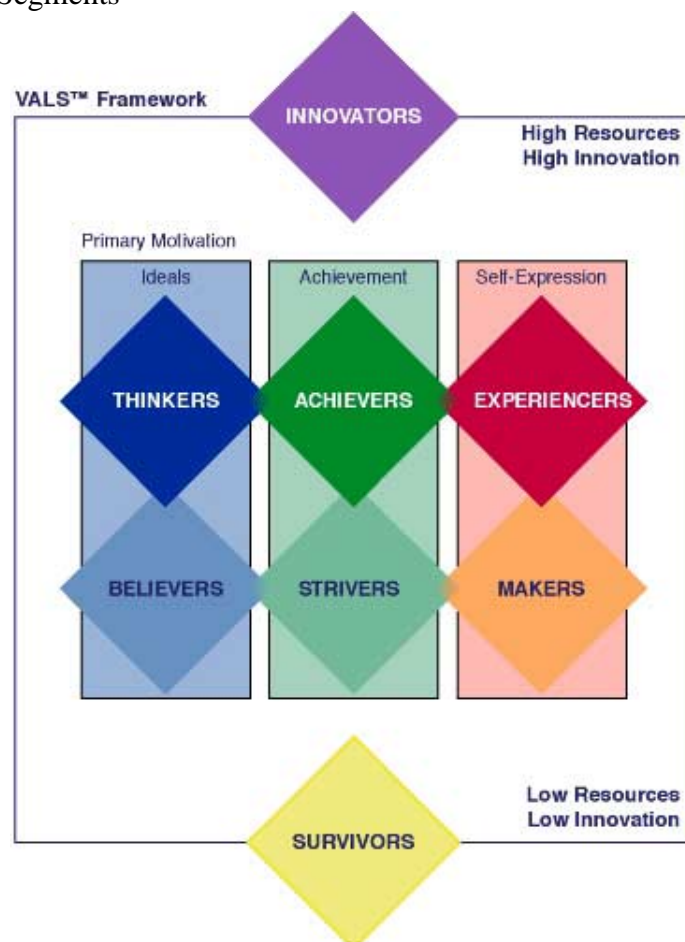 Segments
VALS™ Framework
INNOVATORS
High Resources
High Innovation
Primary Motivation
Ideals
Achievement
Self-Expression
THINKERS
ACHIEVERS
EXPERIENCERS
BELIEVERS
STRIVERS
MAKERS
Low Resources
Low Innovation
SURVIVORS